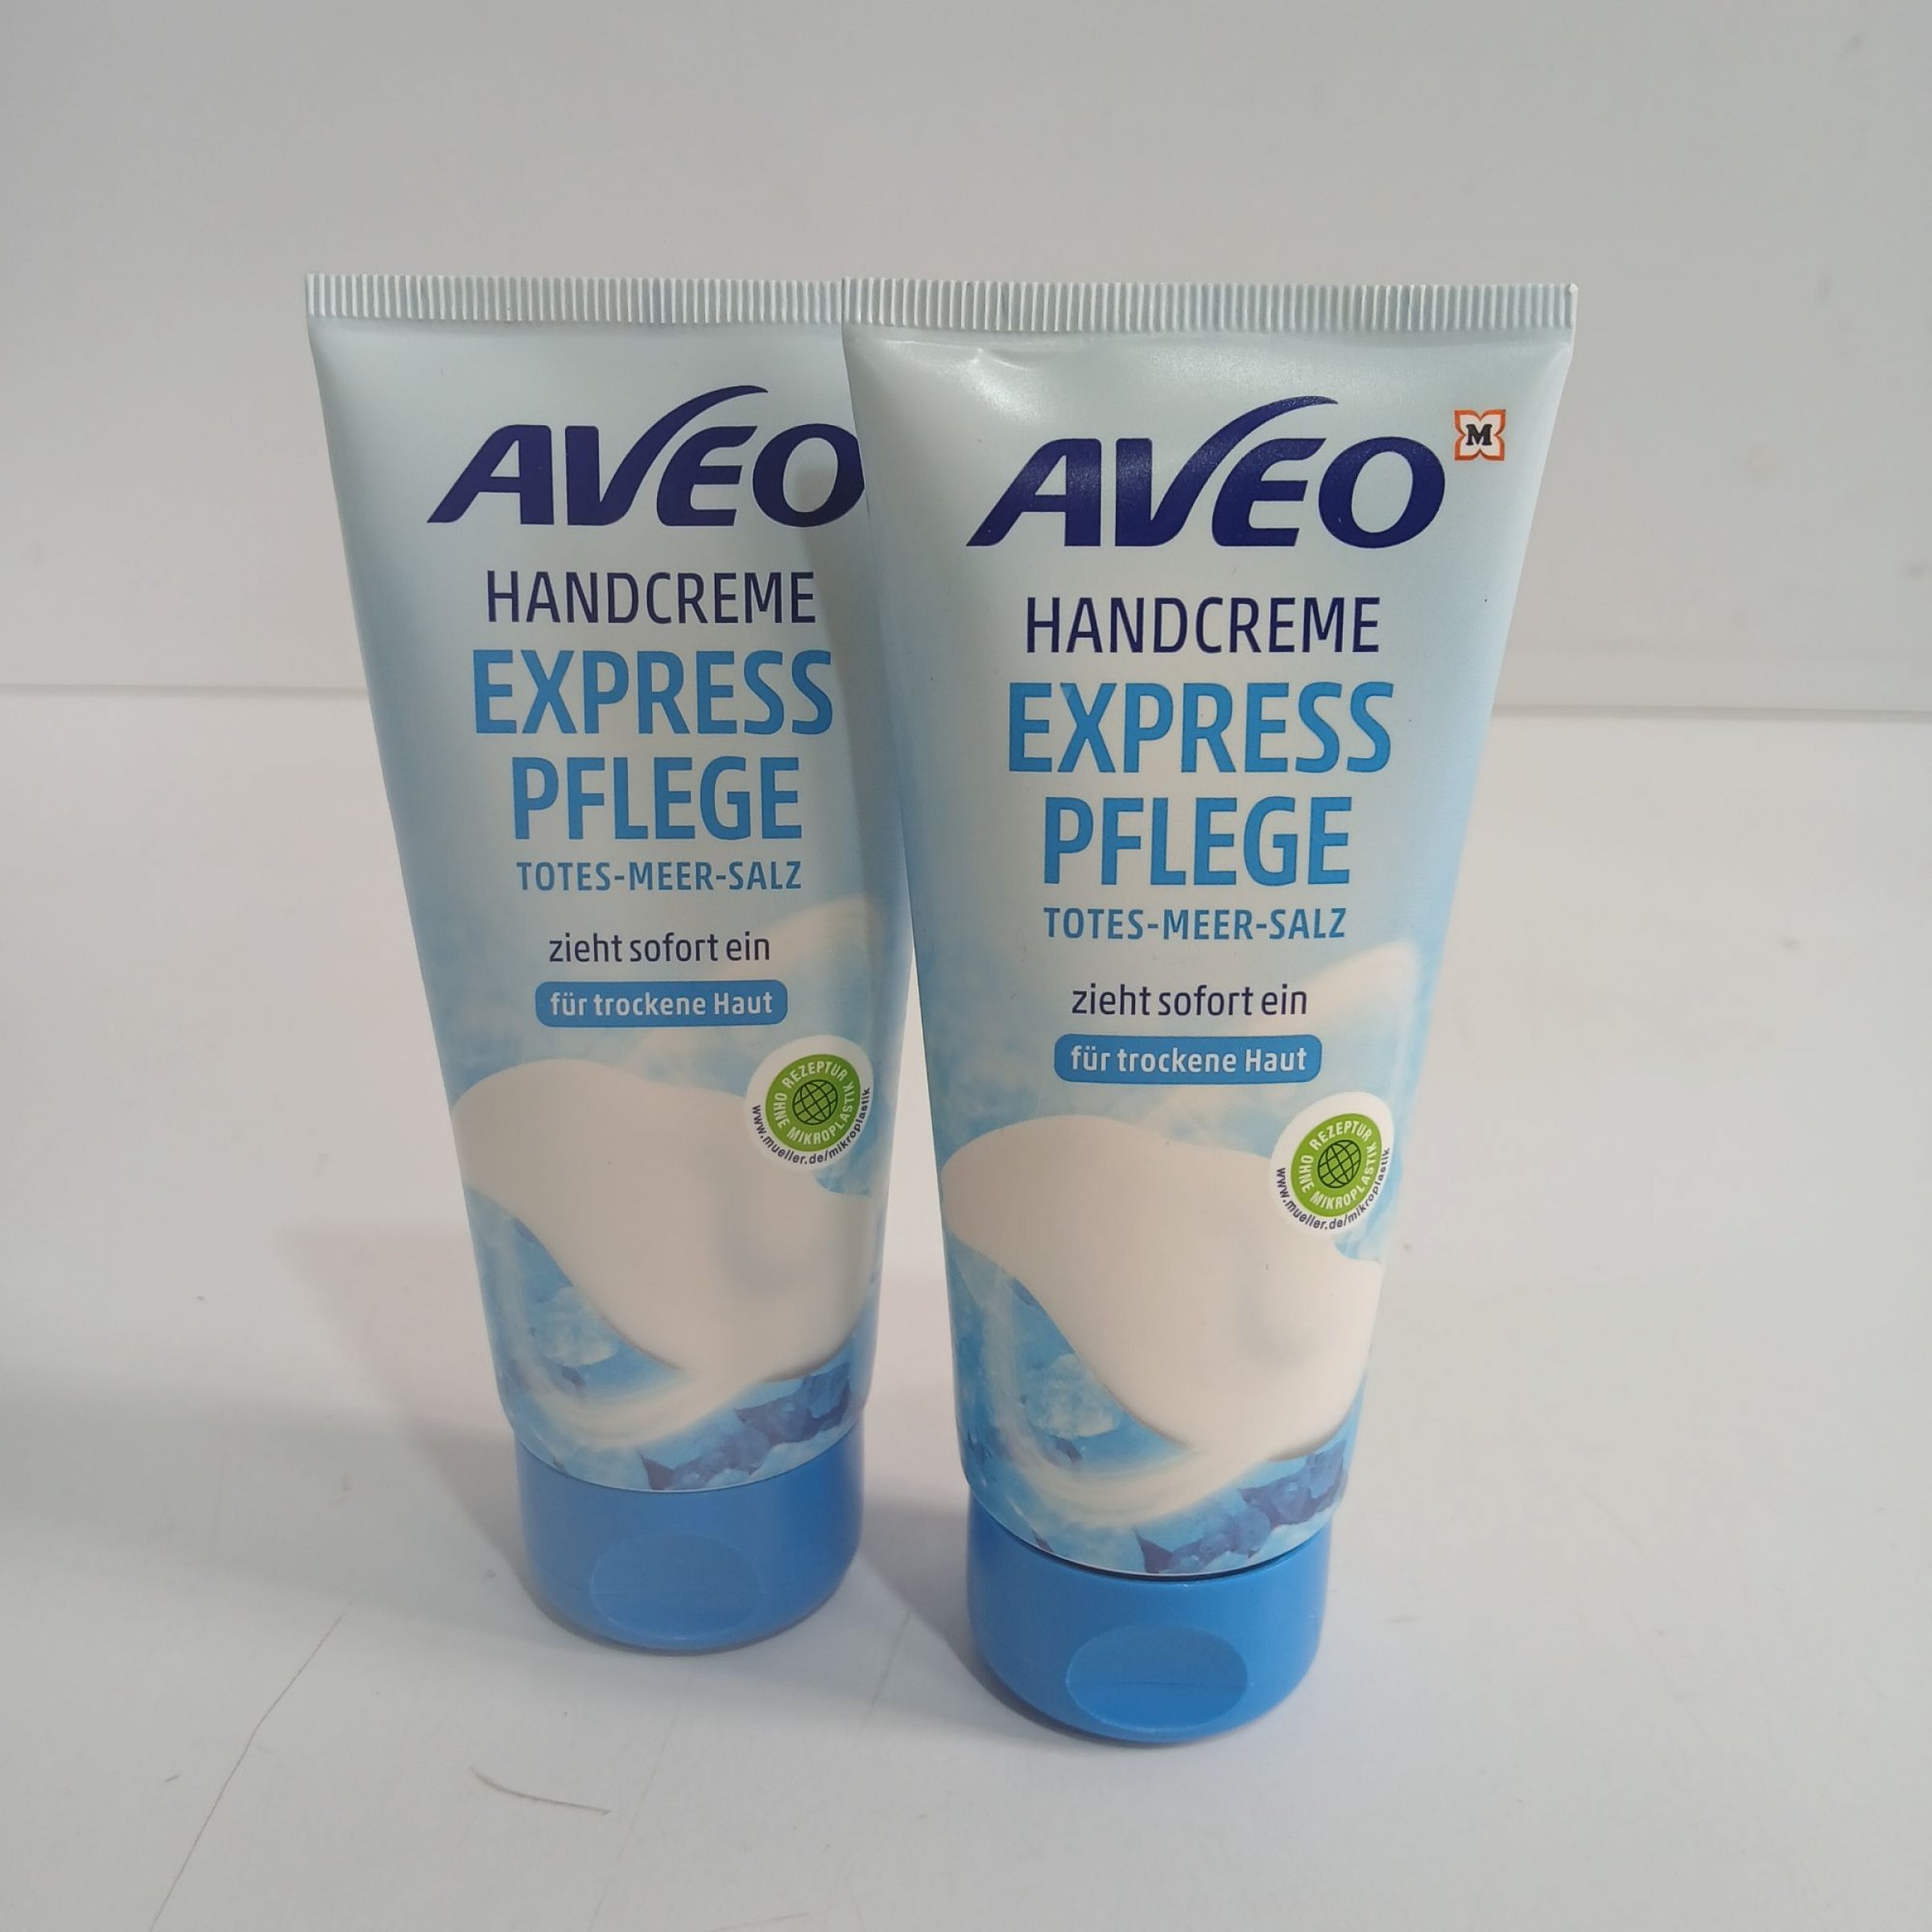 AVEO
HANDCREME
EXPRESS
PFLEGE
TOTES-MEER-SALZ
zieht sofort ein
für trockene Haut
REZEPTUR
OHNE MIKROPLASTIK
www.mueller.de/mikroplastik
AVEO
M
HANDCREME
EXPRESS
PFLEGE
TOTES-MEER-SALZ
zieht sofort ein
für trockene Haut
REZEPTUR
OHNE MIKROPLASTIK
www.mueller.de/mikroplastik